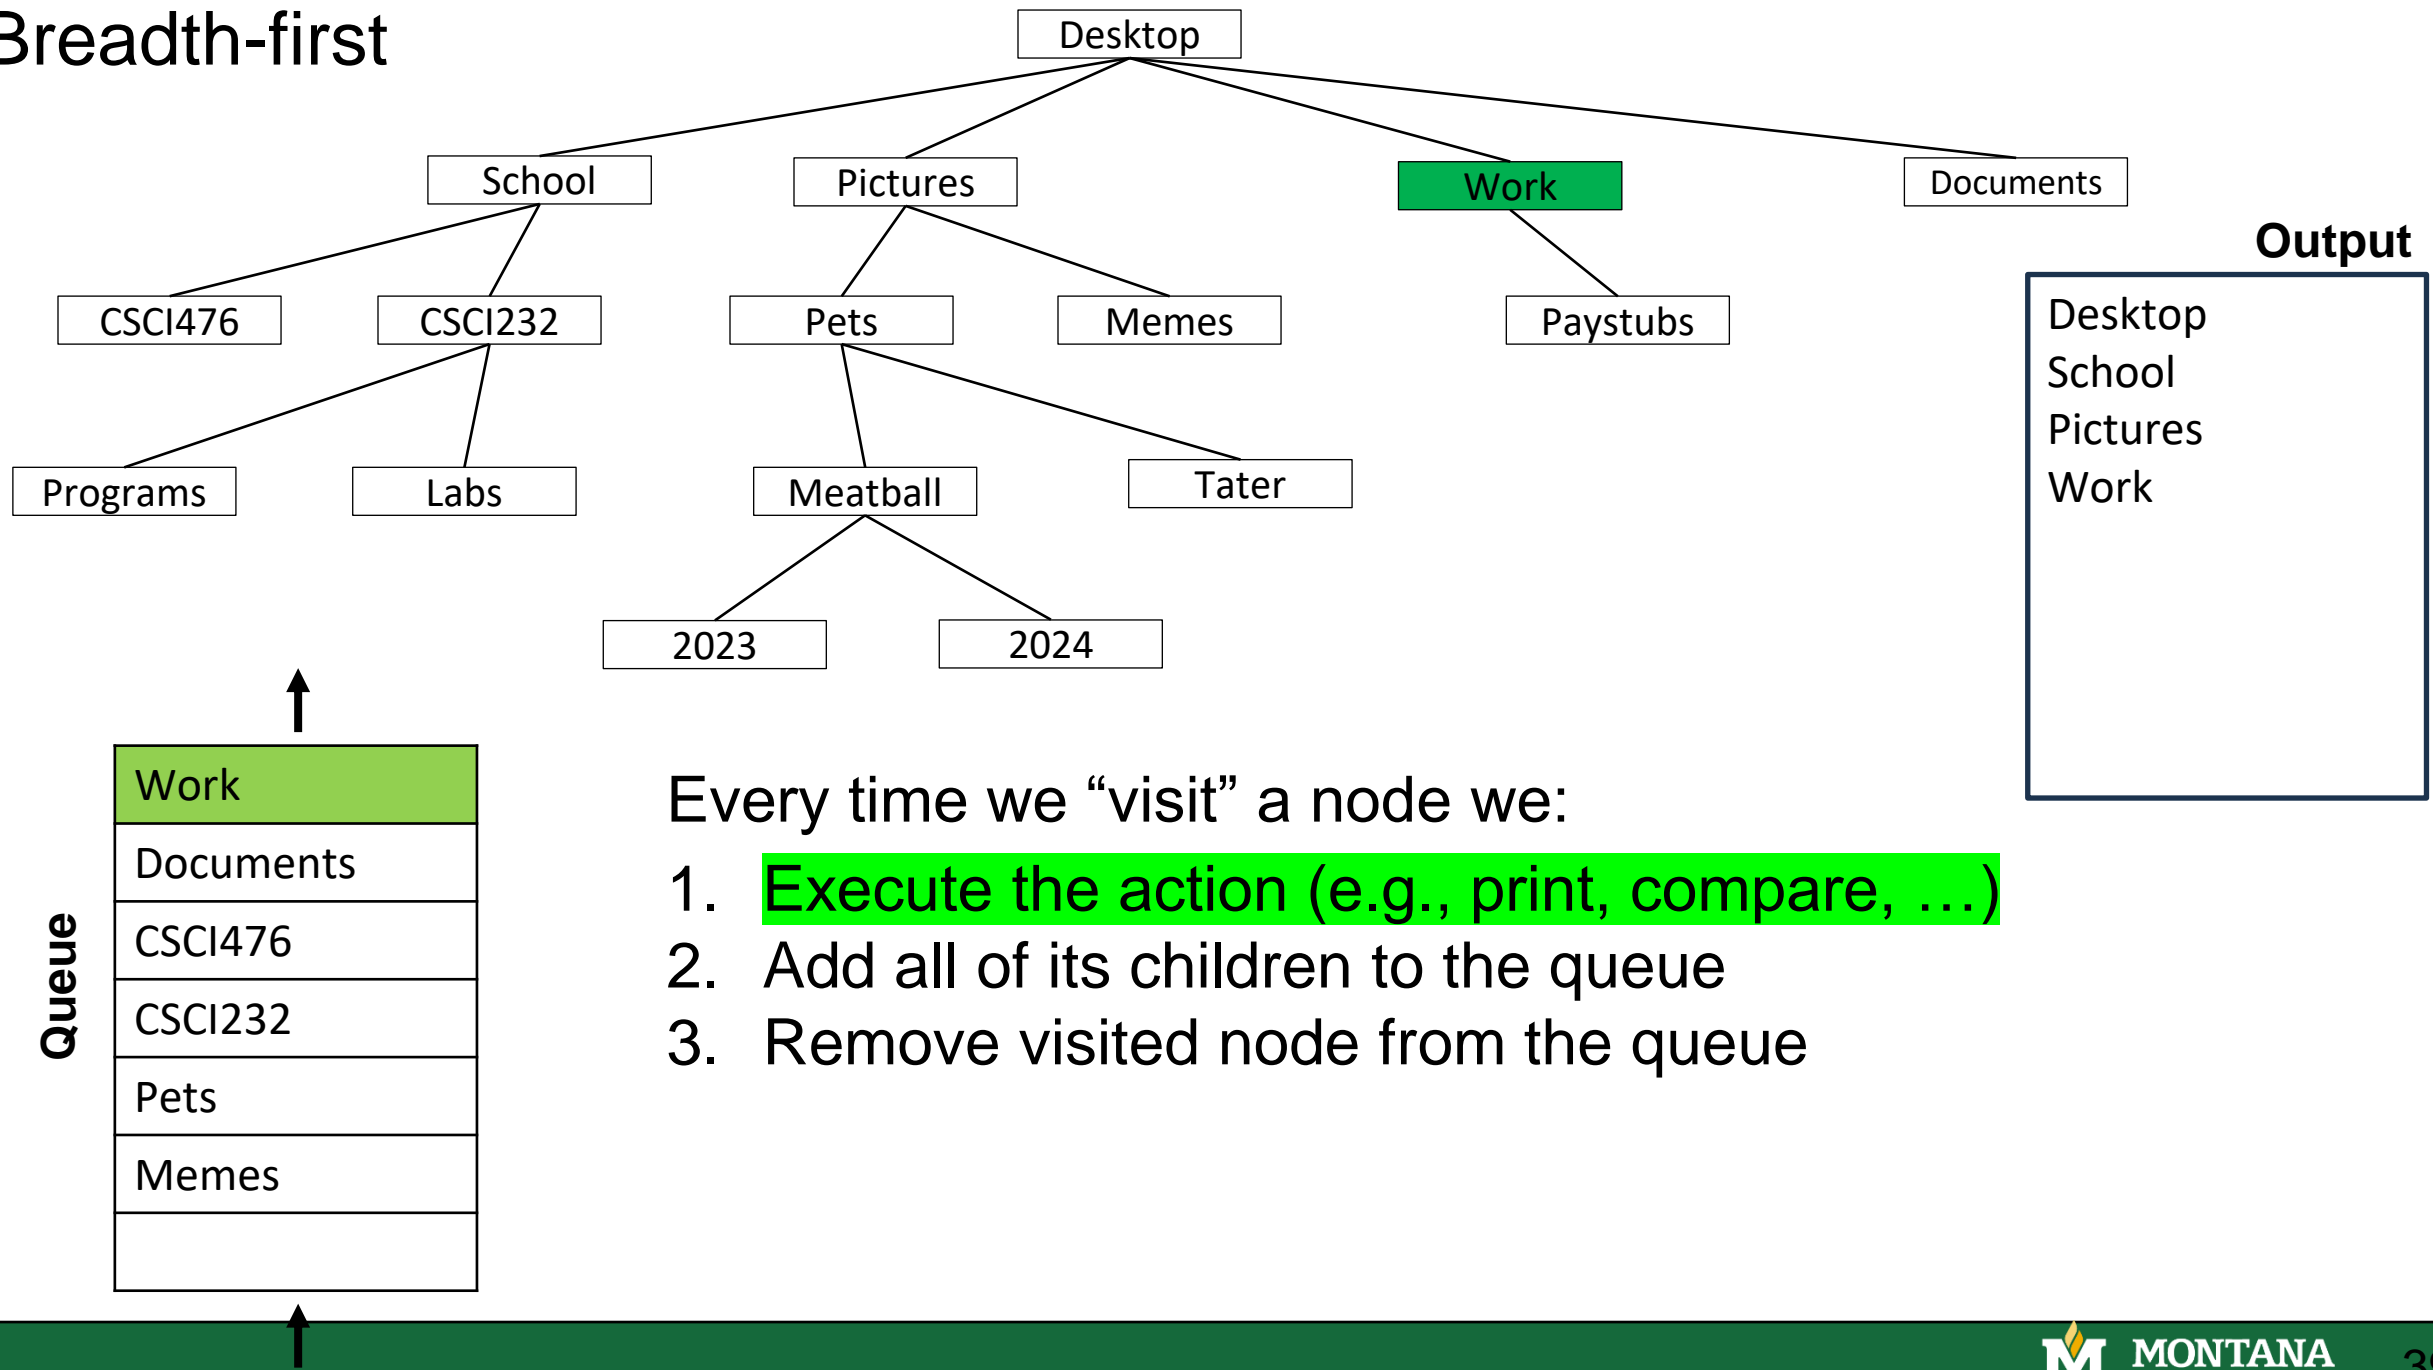 Breadth-first
Desktop
School
Pictures
Work
Documents
CSCI476
CSCI232
Pets
Memes
Paystubs
Programs
Labs
Meatball
Tater
2023
2024
Output
Desktop
School
Pictures
Work
Queue
Work
Documents
CSCI476
CSCI232
Pets
Memes
Every time we “visit” a node we:
1. Execute the action (e.g., print, compare, …)
2. Add all of its children to the queue
3. Remove visited node from the queue
M MONTANA